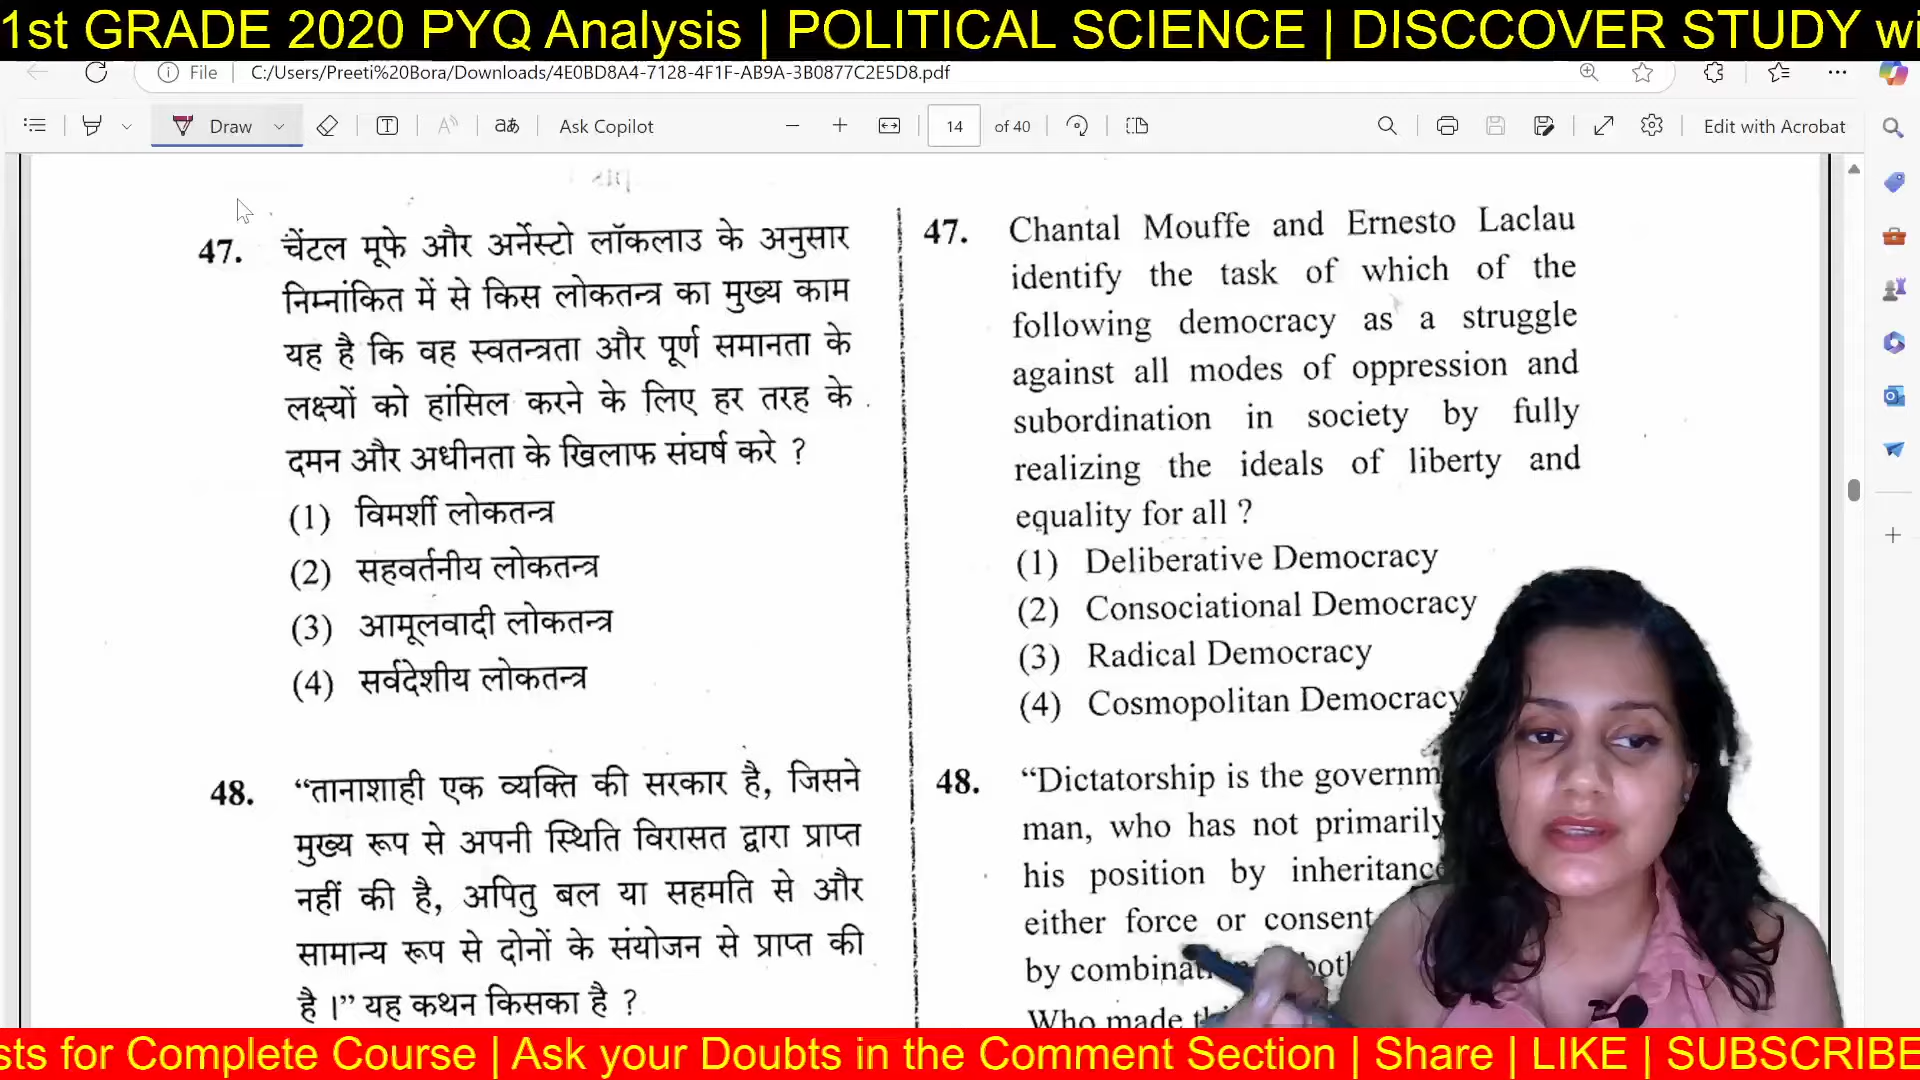 1st GRADE 2020 PYQ Analysis | POLITICAL SCIENCE | DISCCOVER STUDY wi
File | C:/Users/Preeti%20Bora/Downloads/4E0BD8A4-7128-4F1F-AB9A-3B0877C2E5D8.pdf
Draw
T
A
aあ
Ask Copilot
14 of 40
Edit with Acrobat
47. चेंटल मूफे और अर्नेस्टो लॉकलाउ के अनुसार
निम्नांकित में से किस लोकतन्त्र का मुख्य काम
यह है कि वह स्वतन्त्रता और पूर्ण समानता के
लक्ष्यों को हांसिल करने के लिए हर तरह के
दमन और अधीनता के खिलाफ संघर्ष करे ?
(1) विमर्शी लोकतन्त्र
(2) सहवर्तनीय लोकतन्त्र
(3) आमूलवादी लोकतन्त्र
(4) सर्वदेशीय लोकतन्त्र
48. “तानाशाही एक व्यक्ति की सरकार है, जिसने
मुख्य रूप से अपनी स्थिति विरासत द्वारा प्राप्त
नहीं की है, अपितु बल या सहमति से और
सामान्य रूप से दोनों के संयोजन से प्राप्त की
है ।” यह कथन किसका है ?
47. Chantal Mouffe and Ernesto Laclau
identify the task of which of the
following democracy as a struggle
against all modes of oppression and
subordination in society by fully
realizing the ideals of liberty and
equality for all ?
(1) Deliberative Democracy
(2) Consociational Democracy
(3) Radical Democracy
(4) Cosmopolitan Democracy
48. “Dictatorship is the governm
man, who has not primarily
his position by inheritance
either force or consent
by combinat
Who made
sts for Complete Course | Ask your Doubts in the Comment Section | Share | LIKE | SUBSCRIBE